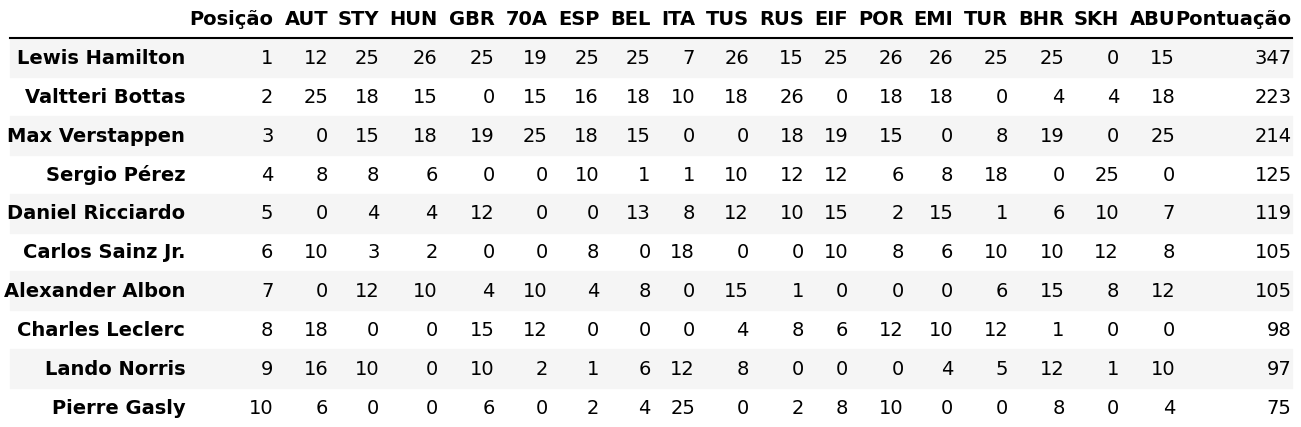 Posição AUT STY HUN GBR 70A ESP BEL ITA TUS RUS EIF POR EMI TUR BHR SKH ABU Pontuação
Lewis Hamilton 1 12 25 26 25 19 25 25 7 26 15 25 26 26 25 25 0 15 347
Valtteri Bottas 2 25 18 15 0 15 16 18 10 18 26 0 18 18 0 4 4 18 223
Max Verstappen 3 0 15 18 19 25 18 15 0 0 18 19 15 0 8 19 0 25 214
Sergio Pérez 4 8 8 6 0 0 10 1 1 10 12 12 6 8 18 0 25 0 125
Daniel Ricciardo 5 0 4 4 12 0 0 13 8 12 10 15 2 15 1 6 10 7 119
Carlos Sainz Jr. 6 10 3 2 0 0 8 0 18 0 0 10 8 6 10 10 12 8 105
Alexander Albon 7 0 12 10 4 10 4 8 0 15 1 0 0 0 6 15 8 12 105
Charles Leclerc 8 18 0 0 15 12 0 0 0 4 8 6 12 10 12 1 0 0 98
Lando Norris 9 16 10 0 10 2 1 6 12 8 0 0 0 4 5 12 1 10 97
Pierre Gasly 10 6 0 0 6 0 2 4 25 0 2 8 10 0 0 8 0 4 75